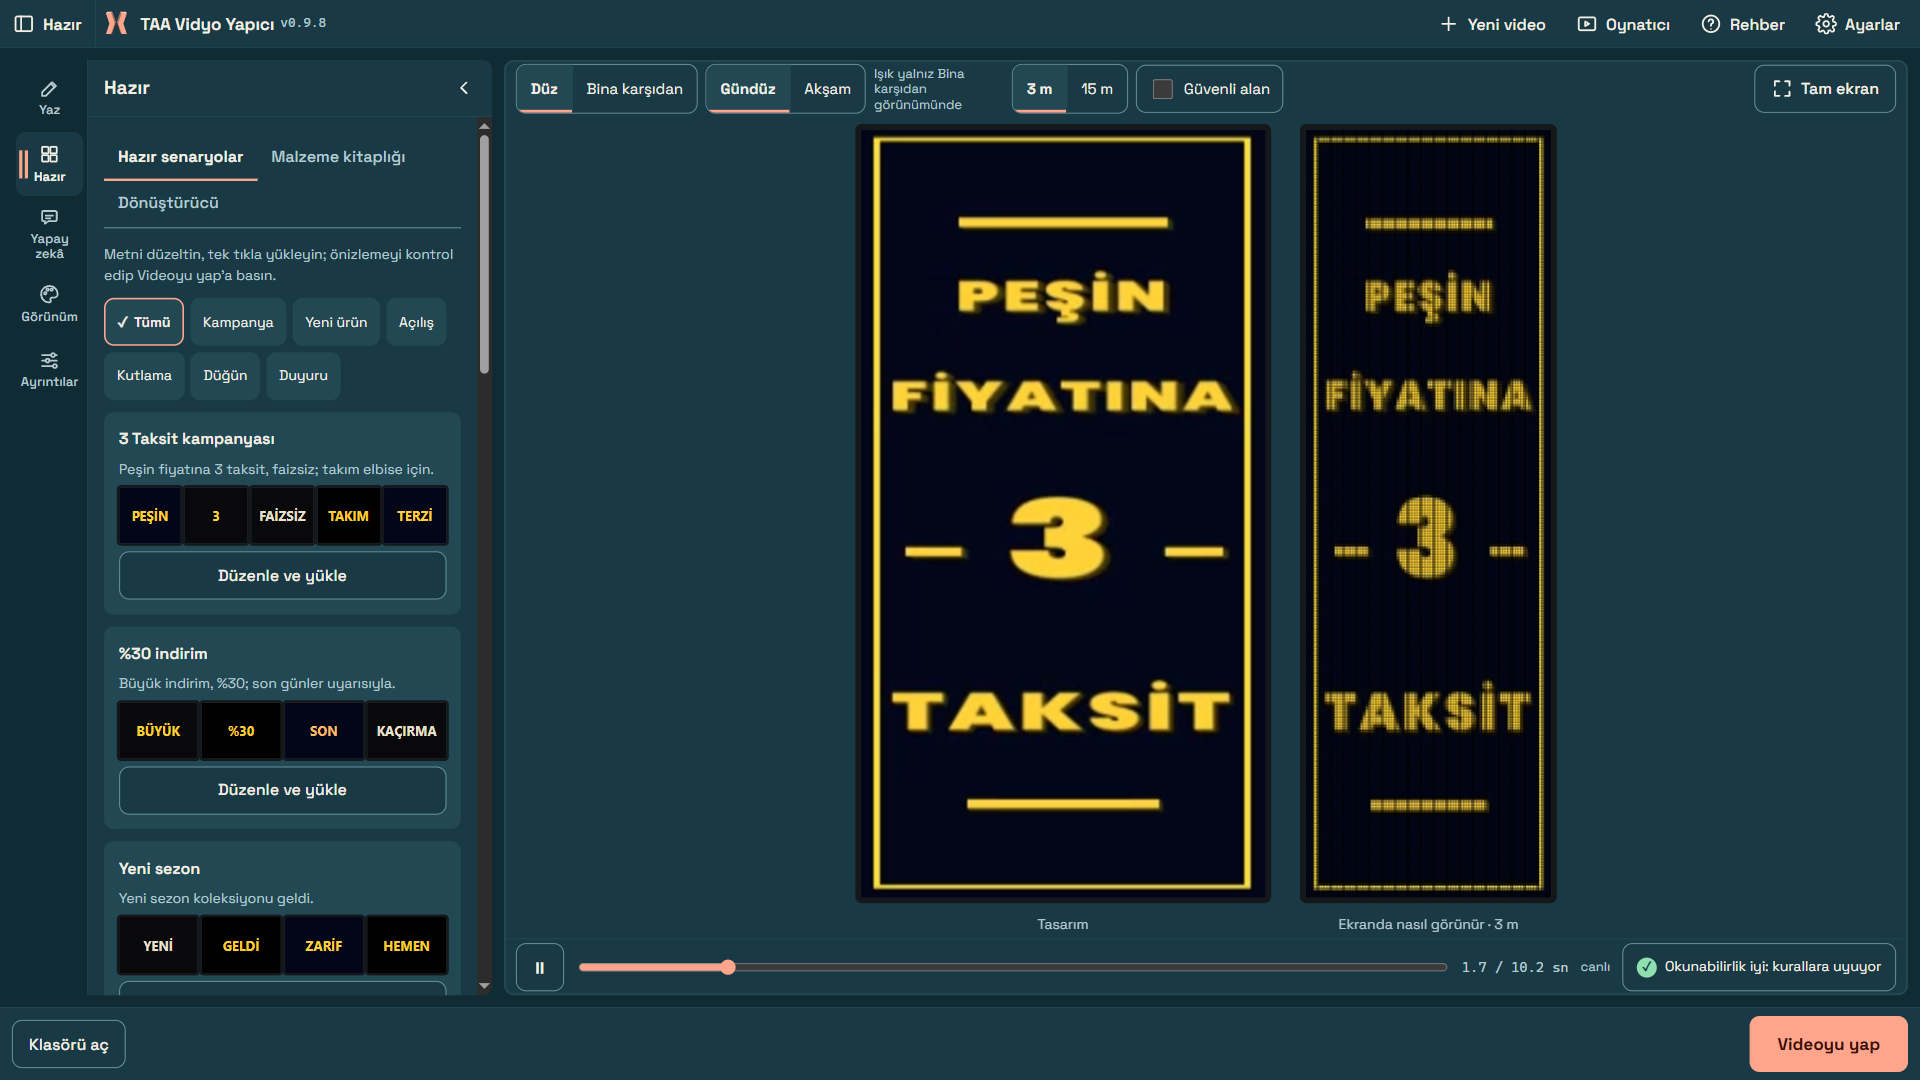 Hazır
TAA Vidyo Yapıcı v0.9.8
Yeni video
Oynatıcı
Rehber
Ayarlar
Yaz
Hazır
Yapay
zekâ
Görünüm
Ayrıntılar
Hazır
Hazır senaryolar
Malzeme kitaplığı
Dönüştürücü
Metni düzeltin, tek tıkla yükleyin; önizlemeyi kontrol
edip Videoyu yap'a basın.
✓ Tümü
Kampanya
Yeni ürün
Açılış
Kutlama
Düğün
Duyuru
3 Taksit kampanyası
Peşin fiyatına 3 taksit, faizsiz; takım elbise için.
PEŞİN
3
FAİZSİZ
TAKIM
TERZİ
Düzenle ve yükle
%30 indirim
Büyük indirim, %30; son günler uyarısıyla.
BÜYÜK
%30
SON
KAÇIRMA
Düzenle ve yükle
Yeni sezon
Yeni sezon koleksiyonu geldi.
YENİ
GELDİ
ZARİF
HEMEN
Düz
Bina karşıdan
Gündüz
Akşam
Işık yalnız Bina
karşıdan
görünümünde
3 m
15 m
Güvenli alan
Tam ekran
PEŞİN
FİYATINA
3
TAKSİT
Tasarım
PEŞİN
FİYATINA
3
TAKSİT
Ekranda nasıl görünür · 3 m
1.7 / 10.2 sn
canlı
Okunabilirlik iyi: kurallara uyuyor
Klasörü aç
Videoyu yap